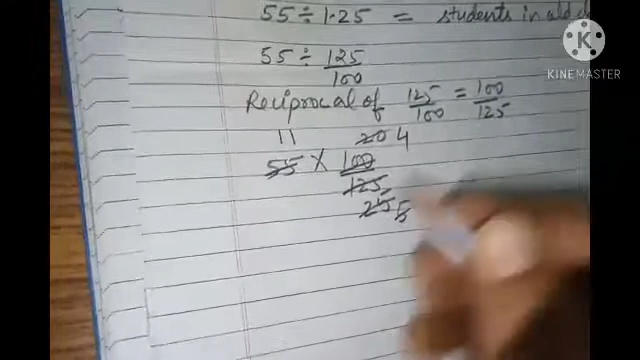 55 ÷ 1.25 = students in old
K
KINEMASTER
55 ÷ 125/100
Reciprocal of 125/100 = 100/125
11 20 4
55 × 100/125
25 5